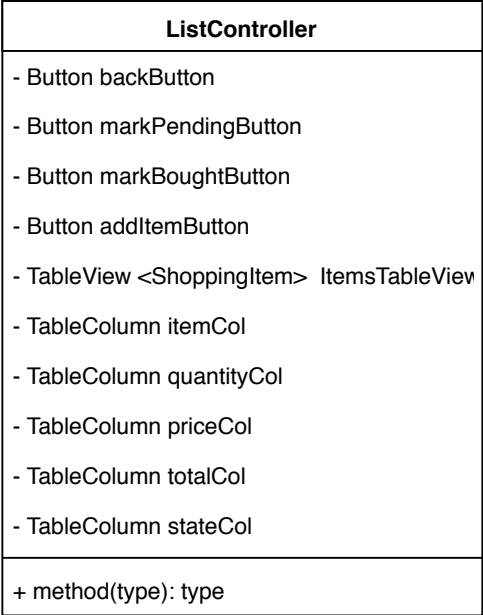 ListController
- Button backButton
- Button markPendingButton
- Button markBoughtButton
- Button addItemButton
- TableView <ShoppingItem>  ItemsTableView
- TableColumn itemCol
- TableColumn quantityCol
- TableColumn priceCol
- TableColumn totalCol
- TableColumn stateCol
+ method(type): type